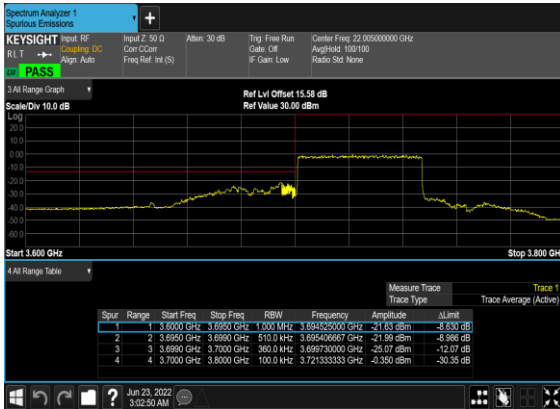 Spectrum Analyzer 1
Spurious Emissions
+
KEYSIGHT Input: RF Input Z: 50 Ω Atten: 30 dB Trig: Free Run Center Freq: 22.005000000 GHz
RLT Coupling: DC Corr CCorr Gate: Off Avg|Hold: 100/100
Align: Auto Freq Ref: Int (S) IF Gain: Low Radio Std: None
PASS
3 All Range Graph
Ref Lvl Offset 15.58 dB
Scale/Div 10.0 dB Ref Value 30.00 dBm
Log
20.0
10.0
0.00
-10.0
-20.0
-30.0
-40.0
-50.0
-60.0
Start 3.600 GHz Stop 3.800 GH
4 All Range Table
Measure Trace Trace 1
Trace Type Trace Average (Active)
Spur Range Start Freq Stop Freq RBW Frequency Amplitude ΔLimit
1 1 3.6000 GHz 3.6950 GHz 1.000 MHz 3.694525000 GHz -21.63 dBm -8.630 dB
2 2 3.6950 GHz 3.6990 GHz 510.0 kHz 3.695406667 GHz -21.99 dBm -8.986 dB
3 3 3.6990 GHz 3.7000 GHz 360.0 kHz 3.699730000 GHz -25.07 dBm -12.07 dB
4 4 3.7000 GHz 3.8000 GHz 100.0 kHz 3.721333333 GHz -0.350 dBm -30.35 dB
?
Jun 23, 2022
3:02:50 AM